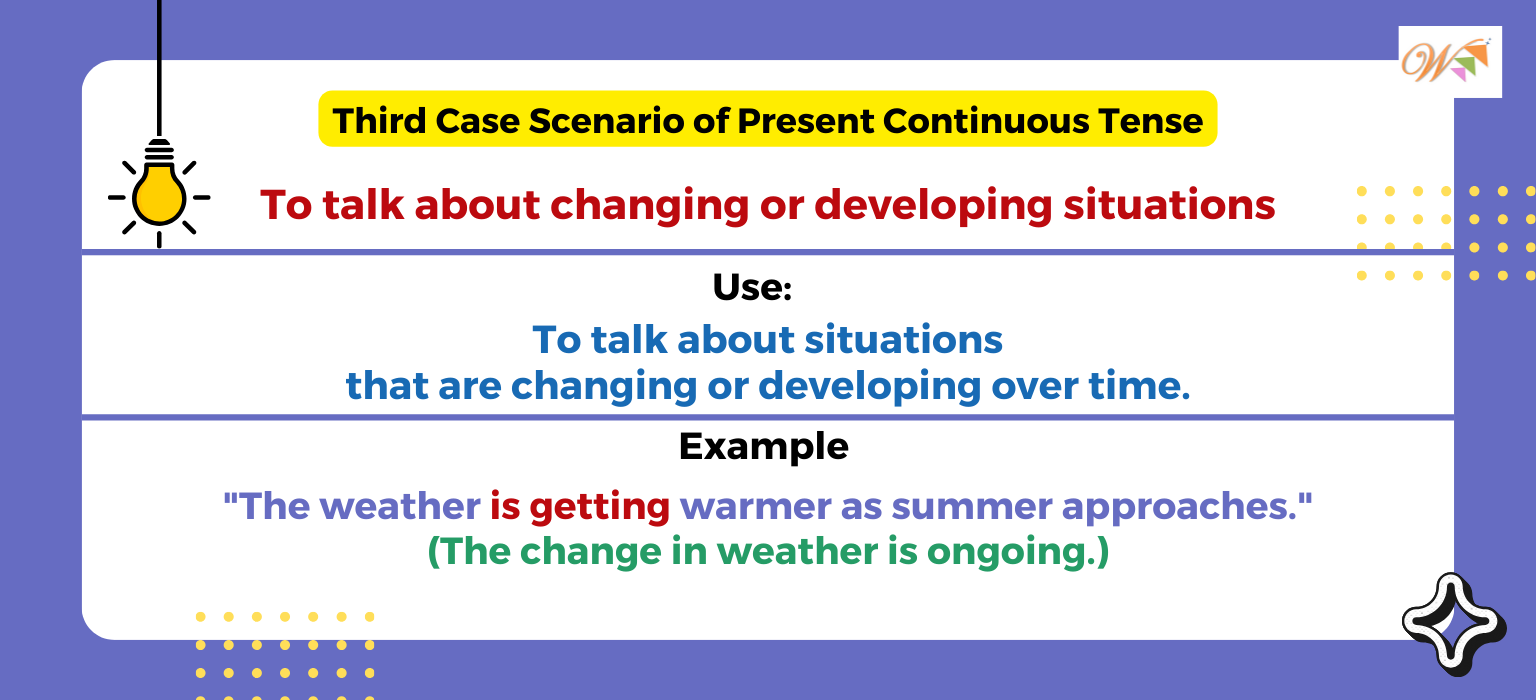 W
Third Case Scenario of Present Continuous Tense
To talk about changing or developing situations
Use:
To talk about situations
that are changing or developing over time.
Example
"The weather is getting warmer as summer approaches."
(The change in weather is ongoing.)